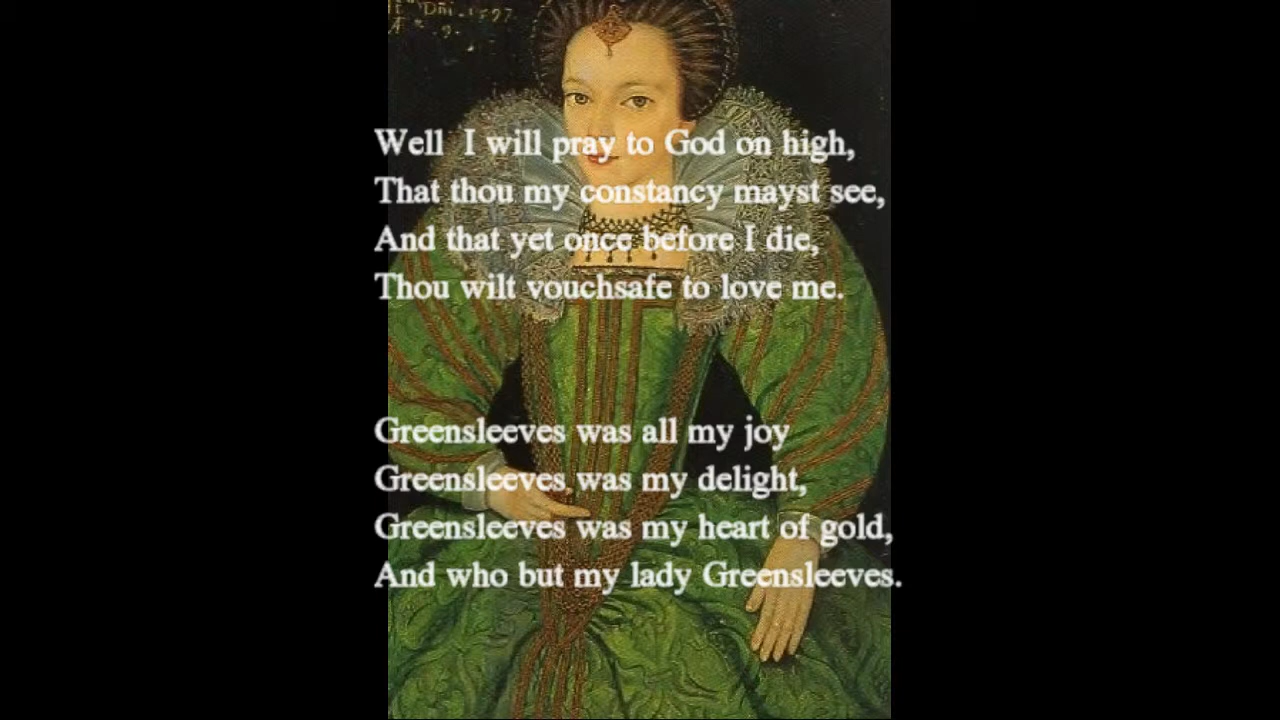 Dñi . 1597
Well I will pray to God on high,
That thou my constancy mayst see,
And that yet once before I die,
Thou wilt vouchsafe to love me.
Greensleeves was all my joy
Greensleeves was my delight,
Greensleeves was my heart of gold,
And who but my lady Greensleeves.